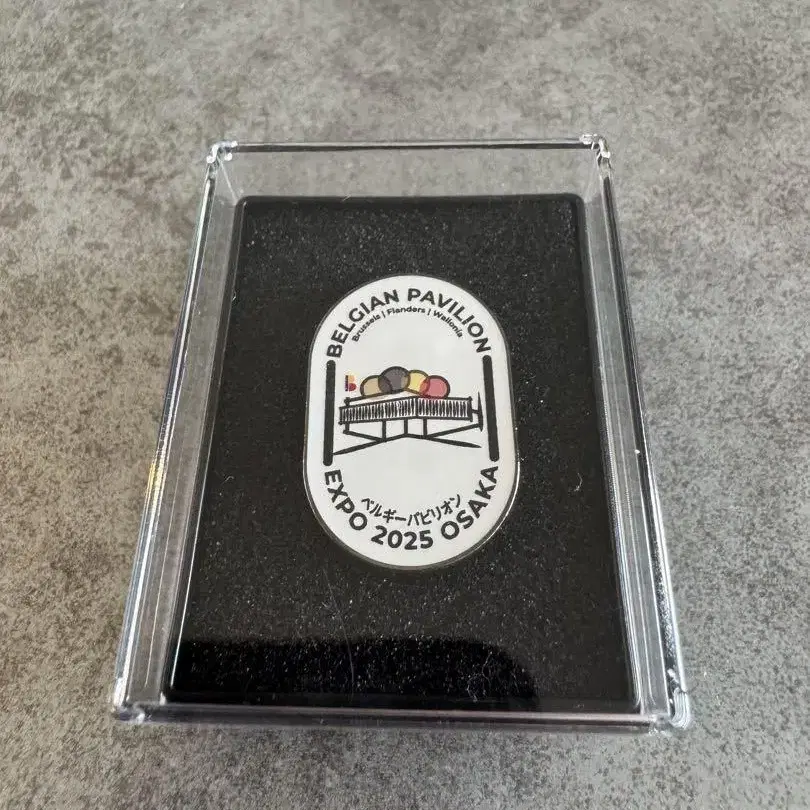 BELGIAN PAVILION
Brussels | Flanders | Wallonia
B
ベルギーパビリオン
EXPO 2025 OSAKA